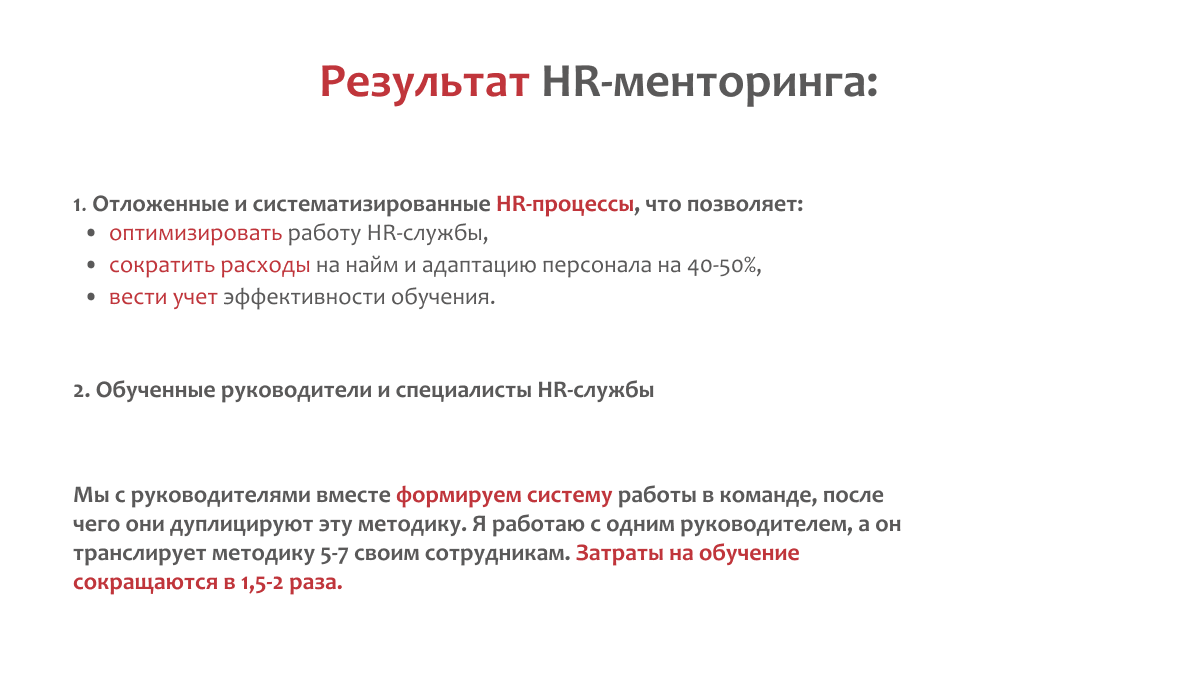 Результат HR-менторинга:
1. Отложенные и систематизированные HR-процессы, что позволяет:
• оптимизировать работу HR-службы,
• сократить расходы на найм и адаптацию персонала на 40-50%,
• вести учет эффективности обучения.
2. Обученные руководители и специалисты HR-службы
Мы с руководителями вместе формируем систему работы в команде, после
чего они дуплицируют эту методику. Я работаю с одним руководителем, а он
транслирует методику 5-7 своим сотрудникам. Затраты на обучение
сокращаются в 1,5-2 раза.